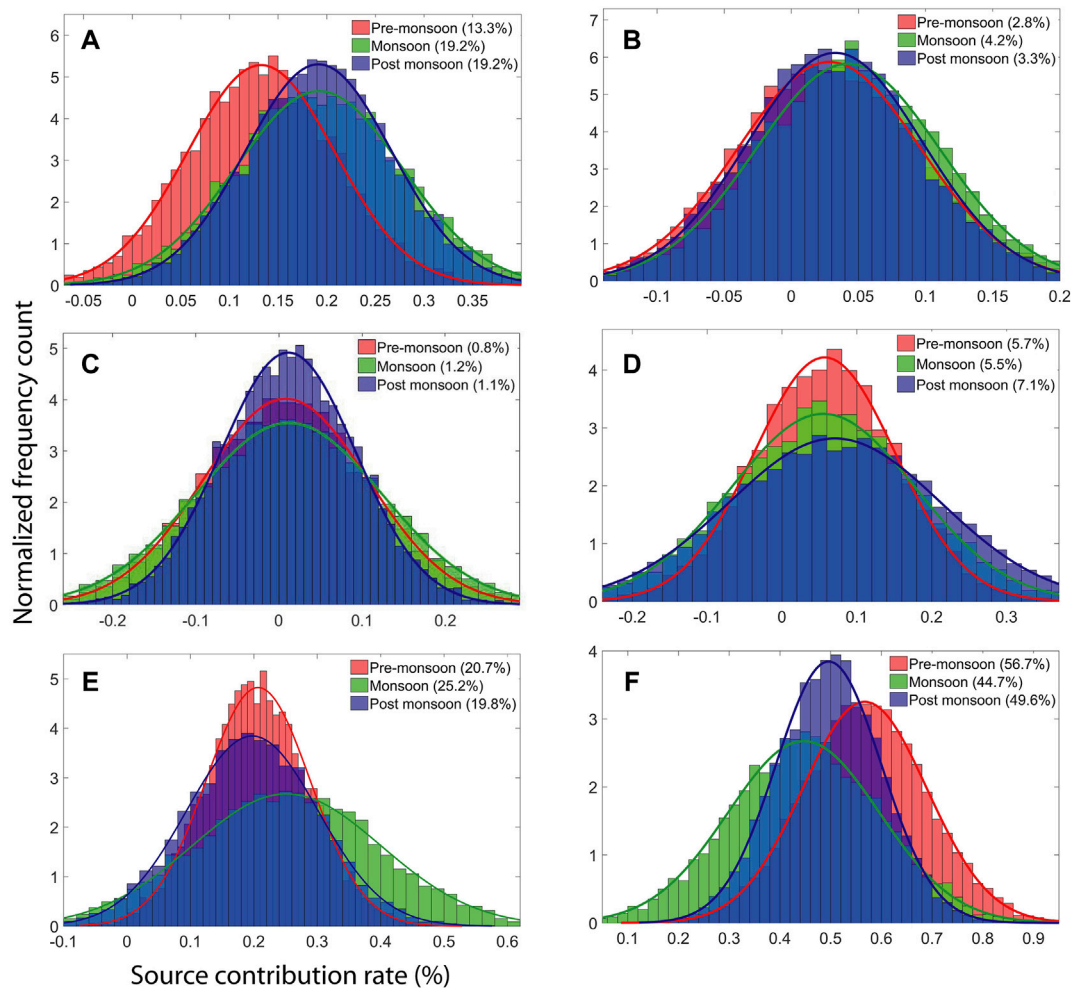 A
Pre-monsoon (13.3%)
Monsoon (19.2%)
Post monsoon (19.2%)
6
5
4
3
2
1
0
-0.05 0 0.05 0.1 0.15 0.2 0.25 0.3 0.35
B
Pre-monsoon (2.8%)
Monsoon (4.2%)
Post monsoon (3.3%)
7
6
5
4
3
2
1
0
-0.1 -0.05 0 0.05 0.1 0.15 0.2
C
Pre-monsoon (0.8%)
Monsoon (1.2%)
Post monsoon (1.1%)
5
4
3
2
1
0
-0.2 -0.1 0 0.1 0.2
D
Pre-monsoon (5.7%)
Monsoon (5.5%)
Post monsoon (7.1%)
4
3
2
1
0
-0.2 -0.1 0 0.1 0.2 0.3
E
Pre-monsoon (20.7%)
Monsoon (25.2%)
Post monsoon (19.8%)
5
4
3
2
1
0
-0.1 0 0.1 0.2 0.3 0.4 0.5 0.6
F
Pre-monsoon (56.7%)
Monsoon (44.7%)
Post monsoon (49.6%)
4
3
2
1
0
0.1 0.2 0.3 0.4 0.5 0.6 0.7 0.8 0.9
Normalized frequency count
Source contribution rate (%)